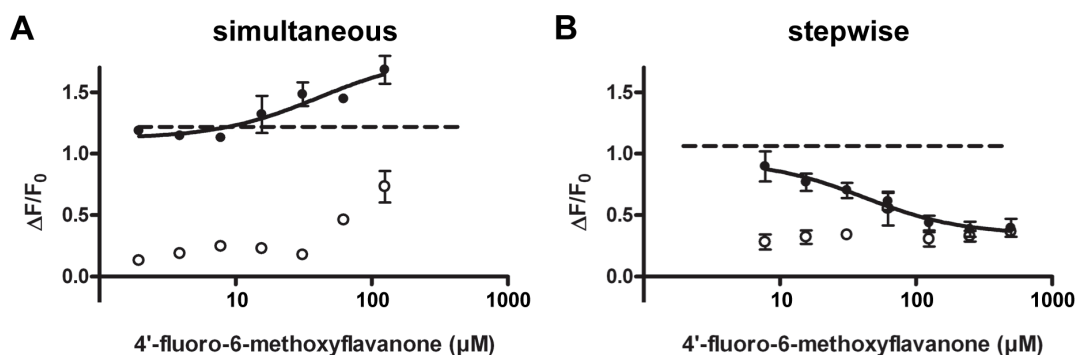 A simultaneous
1.5
1.0
0.5
0.0
ΔF/F0
10 100 1000
4'-fluoro-6-methoxyflavanone (μM)
B stepwise
1.5
1.0
0.5
0.0
ΔF/F0
10 100 1000
4'-fluoro-6-methoxyflavanone (μM)